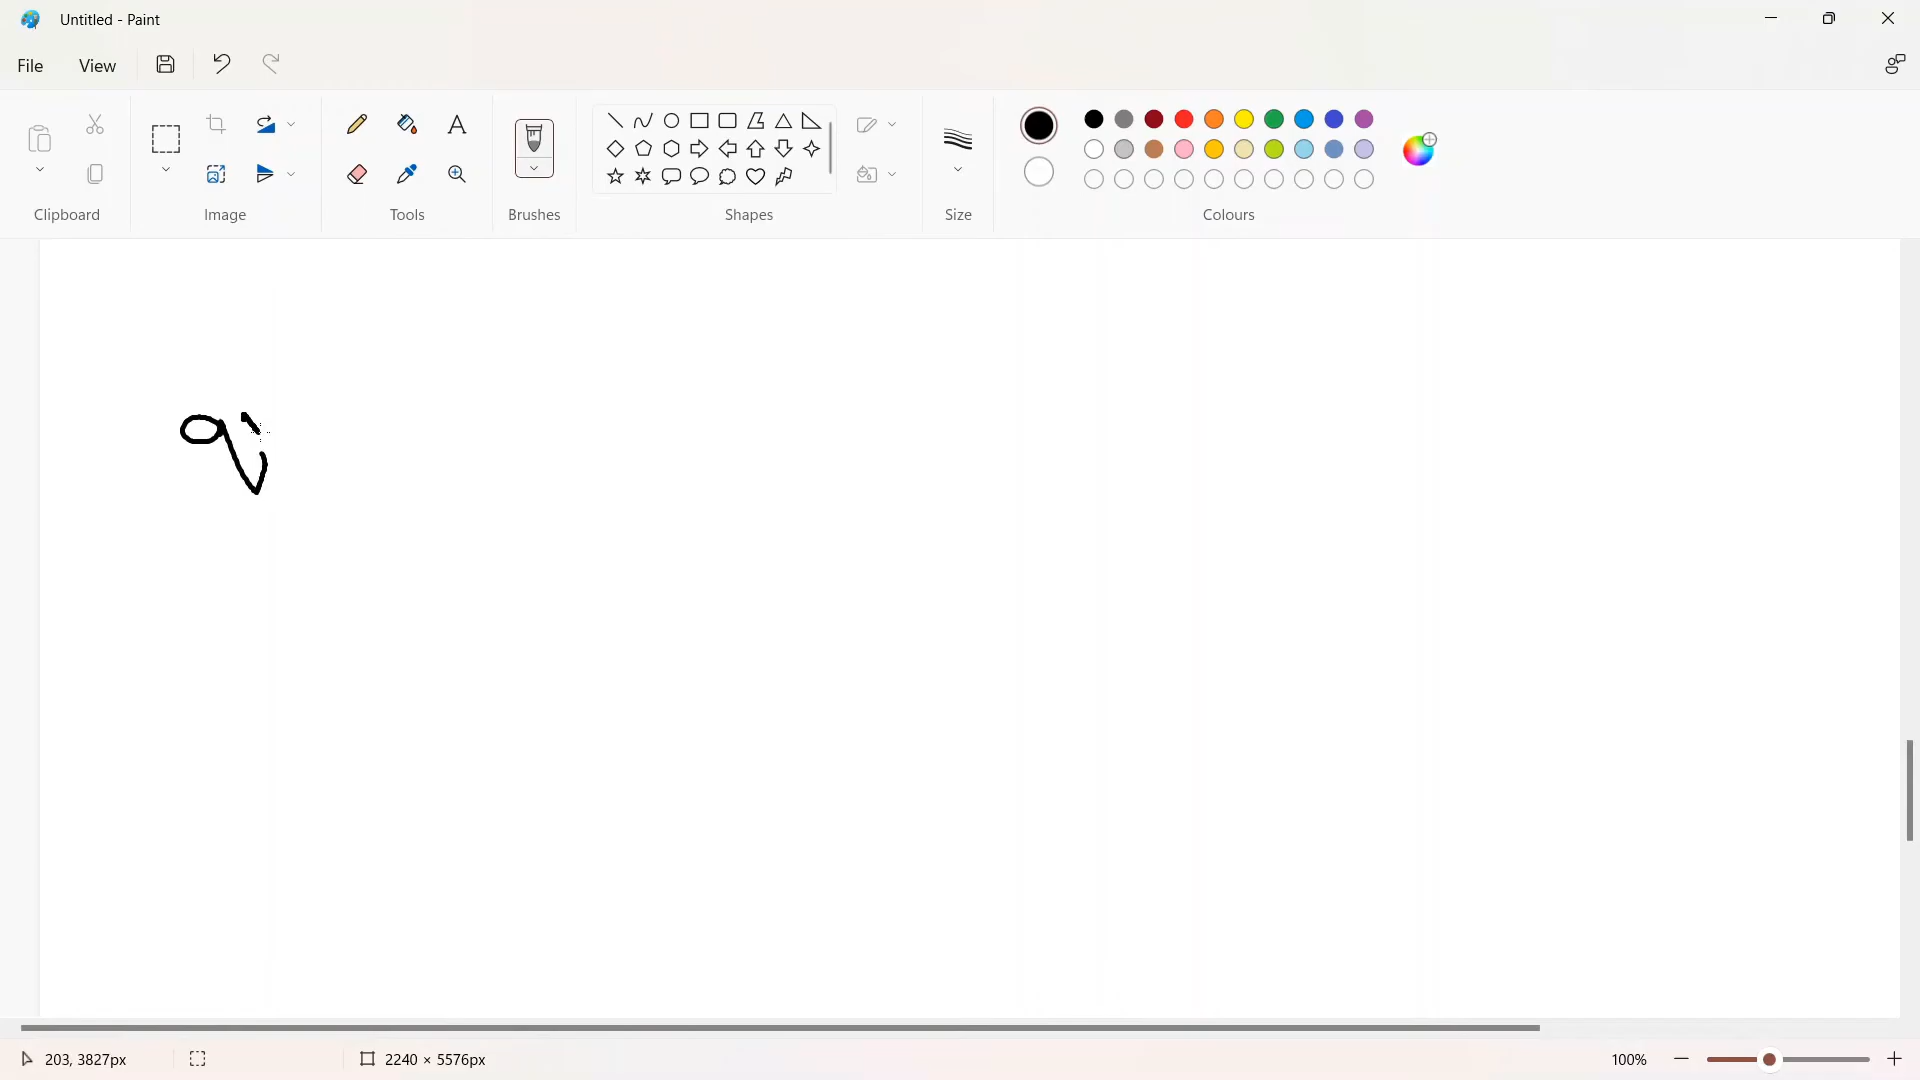 Untitled - Paint
File View
Clipboard Image Tools Brushes Shapes Size Colours
203, 3827px 2240 × 5576px 100%